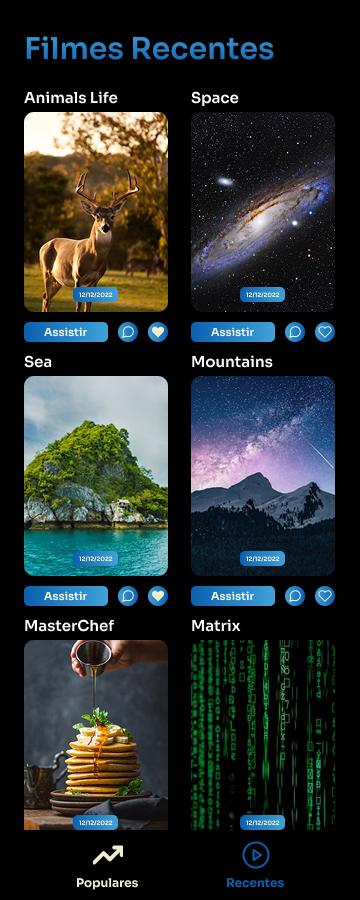 Filmes Recentes
Animals Life
Space
12/12/2022
12/12/2022
Assistir
Assistir
Sea
Mountains
12/12/2022
12/12/2022
Assistir
Assistir
MasterChef
Matrix
12/12/2022
12/12/2022
Populares
Recentes